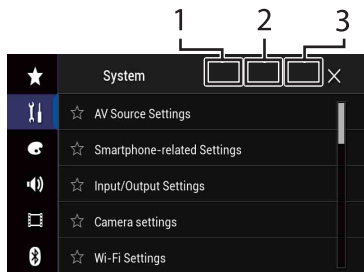 1 2 3
System
AV Source Settings
Smartphone-related Settings
Input/Output Settings
Camera settings
Wi-Fi Settings